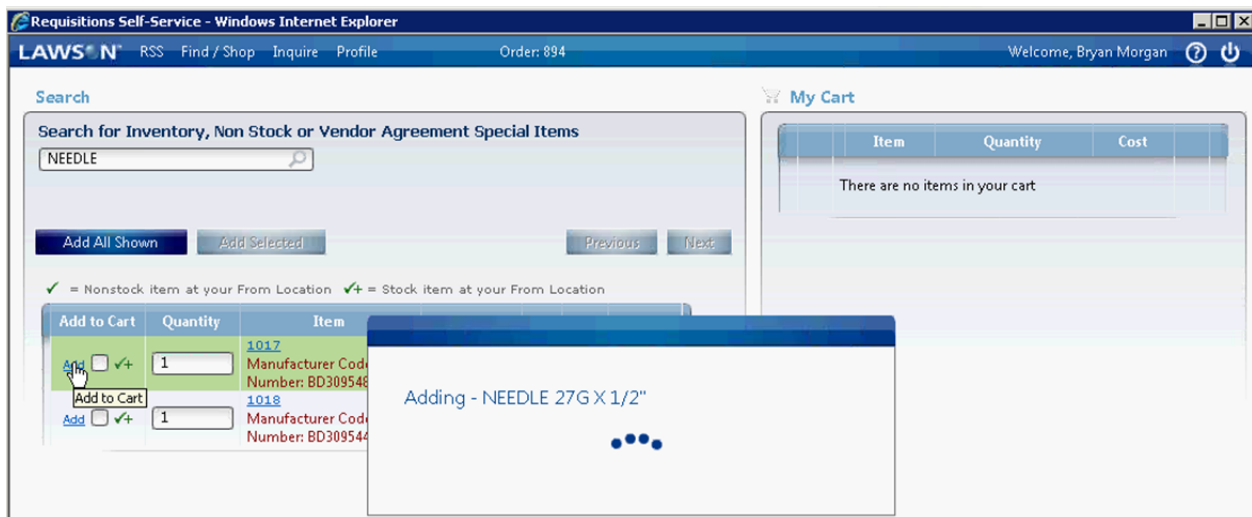 Requisitions Self-Service - Windows Internet Explorer
LAWSON RSS Find / Shop Inquire Profile Order: 894 Welcome, Bryan Morgan
Search
My Cart
Search for Inventory, Non Stock or Vendor Agreement Special Items
NEEDLE
Item Quantity Cost
There are no items in your cart
Add All Shown Add Selected Previous Next
✓ = Nonstock item at your From Location ✓+ = Stock item at your From Location
Add to Cart Quantity Item
1017
Add ✓+ 1 Manufacturer Code
Number: BD309548
Add to Cart
1018
Add ✓+ 1 Manufacturer Code
Number: BD309544
Adding - NEEDLE 27G X 1/2"